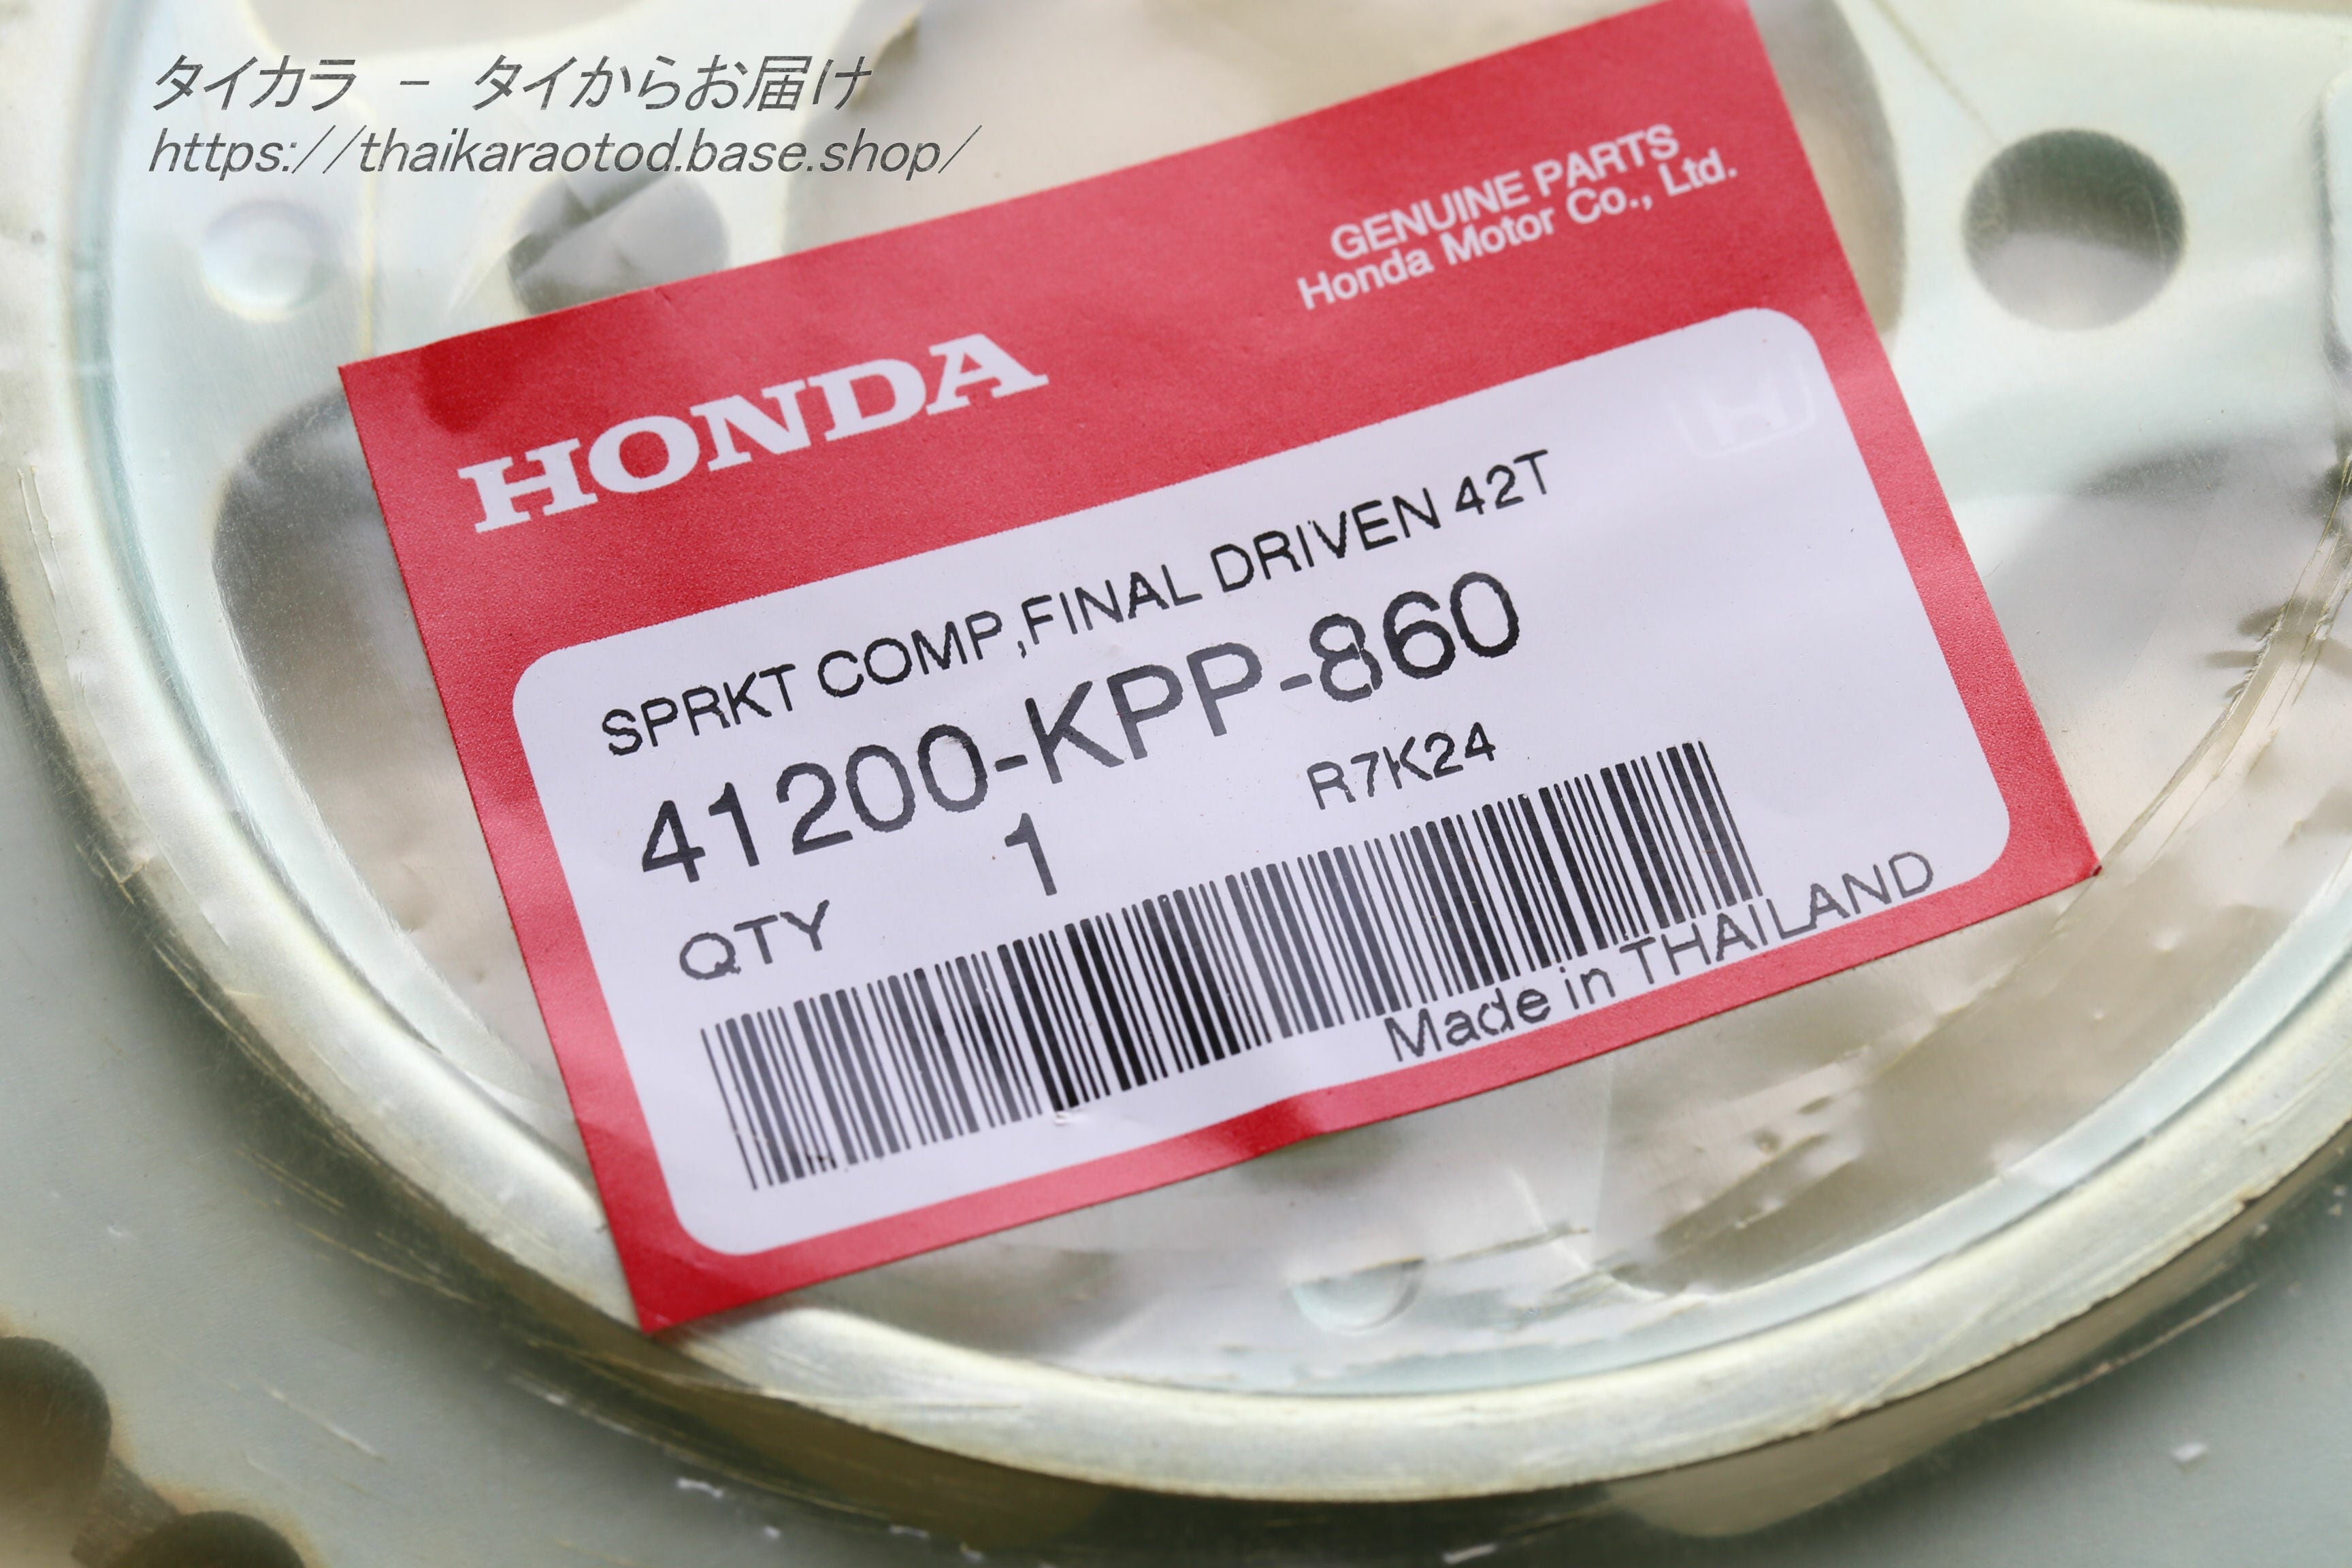 タイカラ － タイからお届け
https://thaikaraotod.base.shop/
GENUINE PARTS
Honda Motor Co., Ltd.
HONDA
SPRKT COMP,FINAL DRIVEN 42T
41200-KPP-860
QTY 1 R7K24
Made in THAILAND